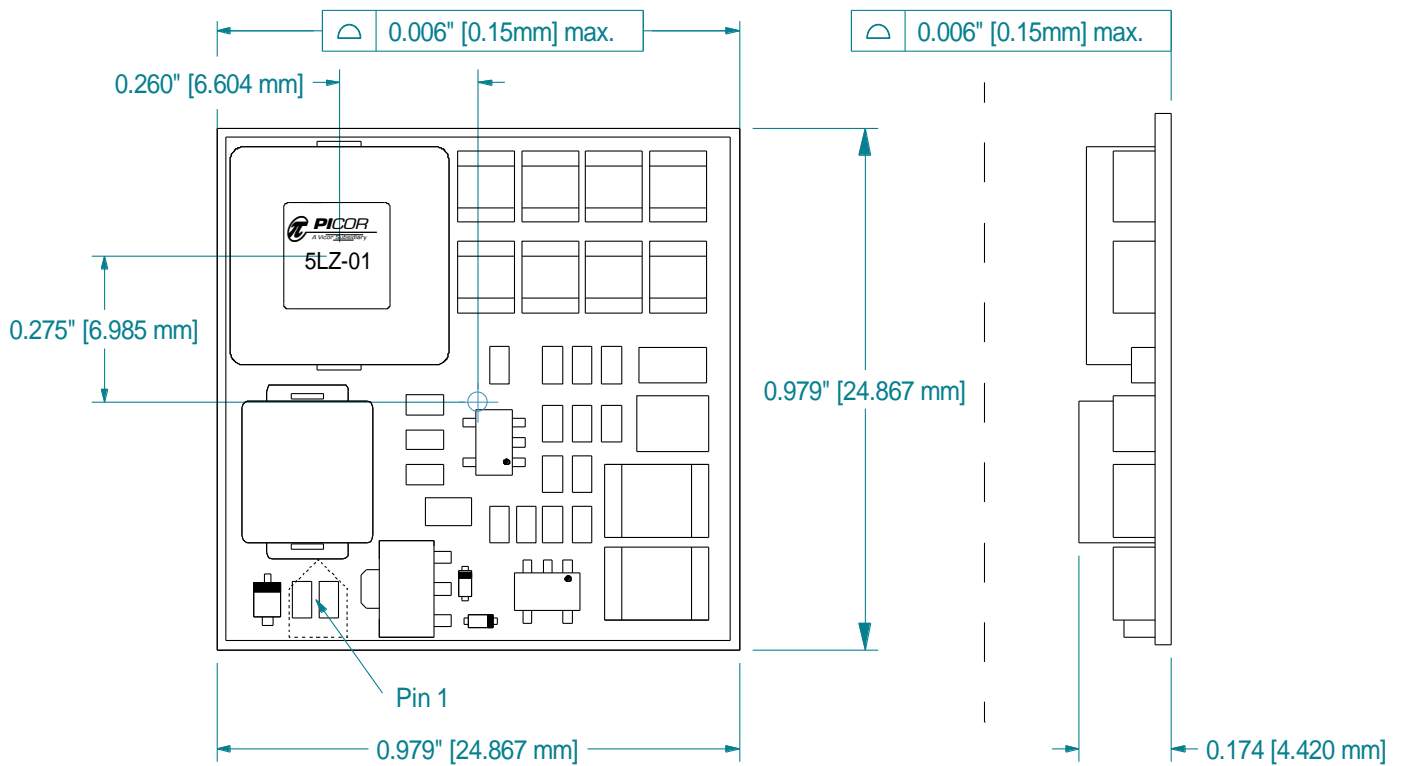 0.006" [0.15mm] max.
0.006" [0.15mm] max.
0.260" [6.604 mm]
PICOR
A Vicor Subsidiary
5LZ-01
0.275" [6.985 mm]
0.979" [24.867 mm]
Pin 1
0.979" [24.867 mm]
0.174 [4.420 mm]